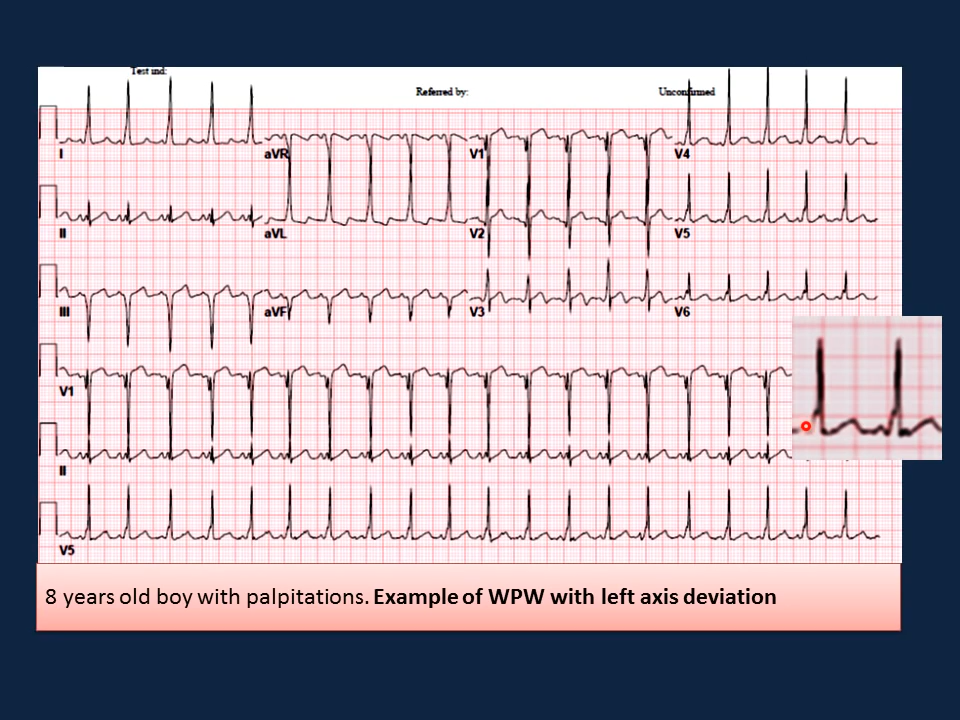 Test ind:
Referred by:
Unconfirmed
I
aVR
V1
V4
II
aVL
V2
V5
III
aVF
V3
V6
V1
II
V5
8 years old boy with palpitations. Example of WPW with left axis deviation